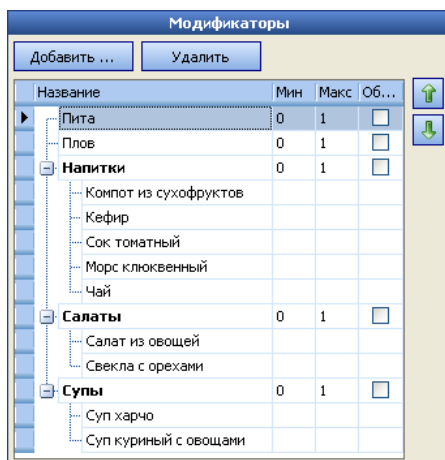 Модификаторы
Добавить ... Удалить
Название Мин Макс Об...
Пита 0 1
Плов 0 1
Напитки 0 1
Компот из сухофруктов
Кефир
Сок томатный
Морс клюквенный
Чай
Салаты 0 1
Салат из овощей
Свекла с орехами
Супы 0 1
Суп харчо
Суп куриный с овощами